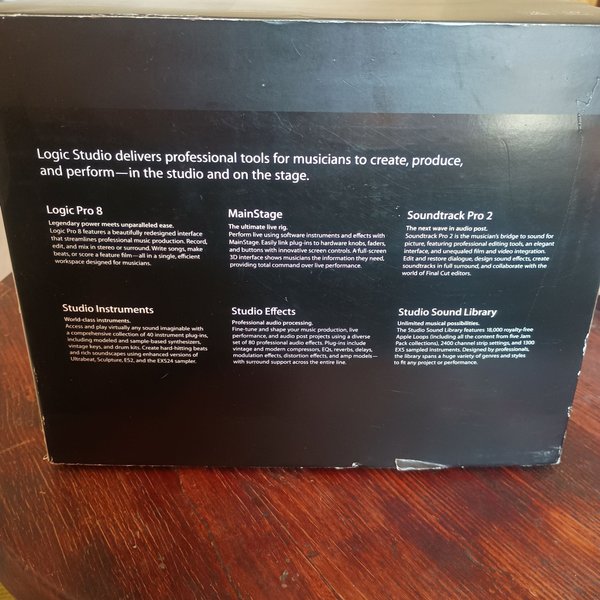 Logic Studio delivers professional tools for musicians to create, produce,
and perform—in the studio and on the stage.
Logic Pro 8
Legendary power meets unparalleled ease.
Logic Pro 8 features a beautifully redesigned interface
that streamlines professional music production. Record,
edit, and mix in stereo or surround. Write songs, make
beats, or score a feature film—all in a single, efficient
workspace designed for musicians.
MainStage
The ultimate live rig.
Perform live using software instruments and effects with
MainStage. Easily link plug-ins to hardware knobs, faders,
and buttons with innovative screen controls. A full-screen
3D interface shows musicians the information they need,
providing total command over live performance.
Soundtrack Pro 2
The next wave in audio post.
Soundtrack Pro 2 is the musician's bridge to sound for
picture, featuring professional editing tools, an elegant
interface, and unequaled film and video integration.
Edit and restore dialogue, design sound effects, create
soundtracks in full surround, and collaborate with the
world of Final Cut editors.
Studio Instruments
World-class instruments.
Access and play virtually any sound imaginable with
a comprehensive collection of 40 instrument plug-ins,
including modeled and sample-based synthesizers,
vintage keys, and drum kits. Create hard-hitting beats
and rich soundscapes using enhanced versions of
Ultrabeat, Sculpture, ES2, and the EXS24 sampler.
Studio Effects
Professional audio processing.
Fine-tune and shape your music production, live
performance, and audio post projects using a diverse
set of 80 professional audio effects. Plug-ins include
vintage and modern compressors, EQs, reverbs, delays,
modulation effects, distortion effects, and amp models—
with surround support across the entire line.
Studio Sound Library
Unlimited musical possibilities.
The Studio Sound Library features 18,000 royalty-free
Apple Loops (including all the content from five Jam
Pack collections), 2400 channel strip settings, and 1300
EXS sampled instruments. Designed by professionals,
the library spans a huge variety of genres and styles
to fit any project or performance.